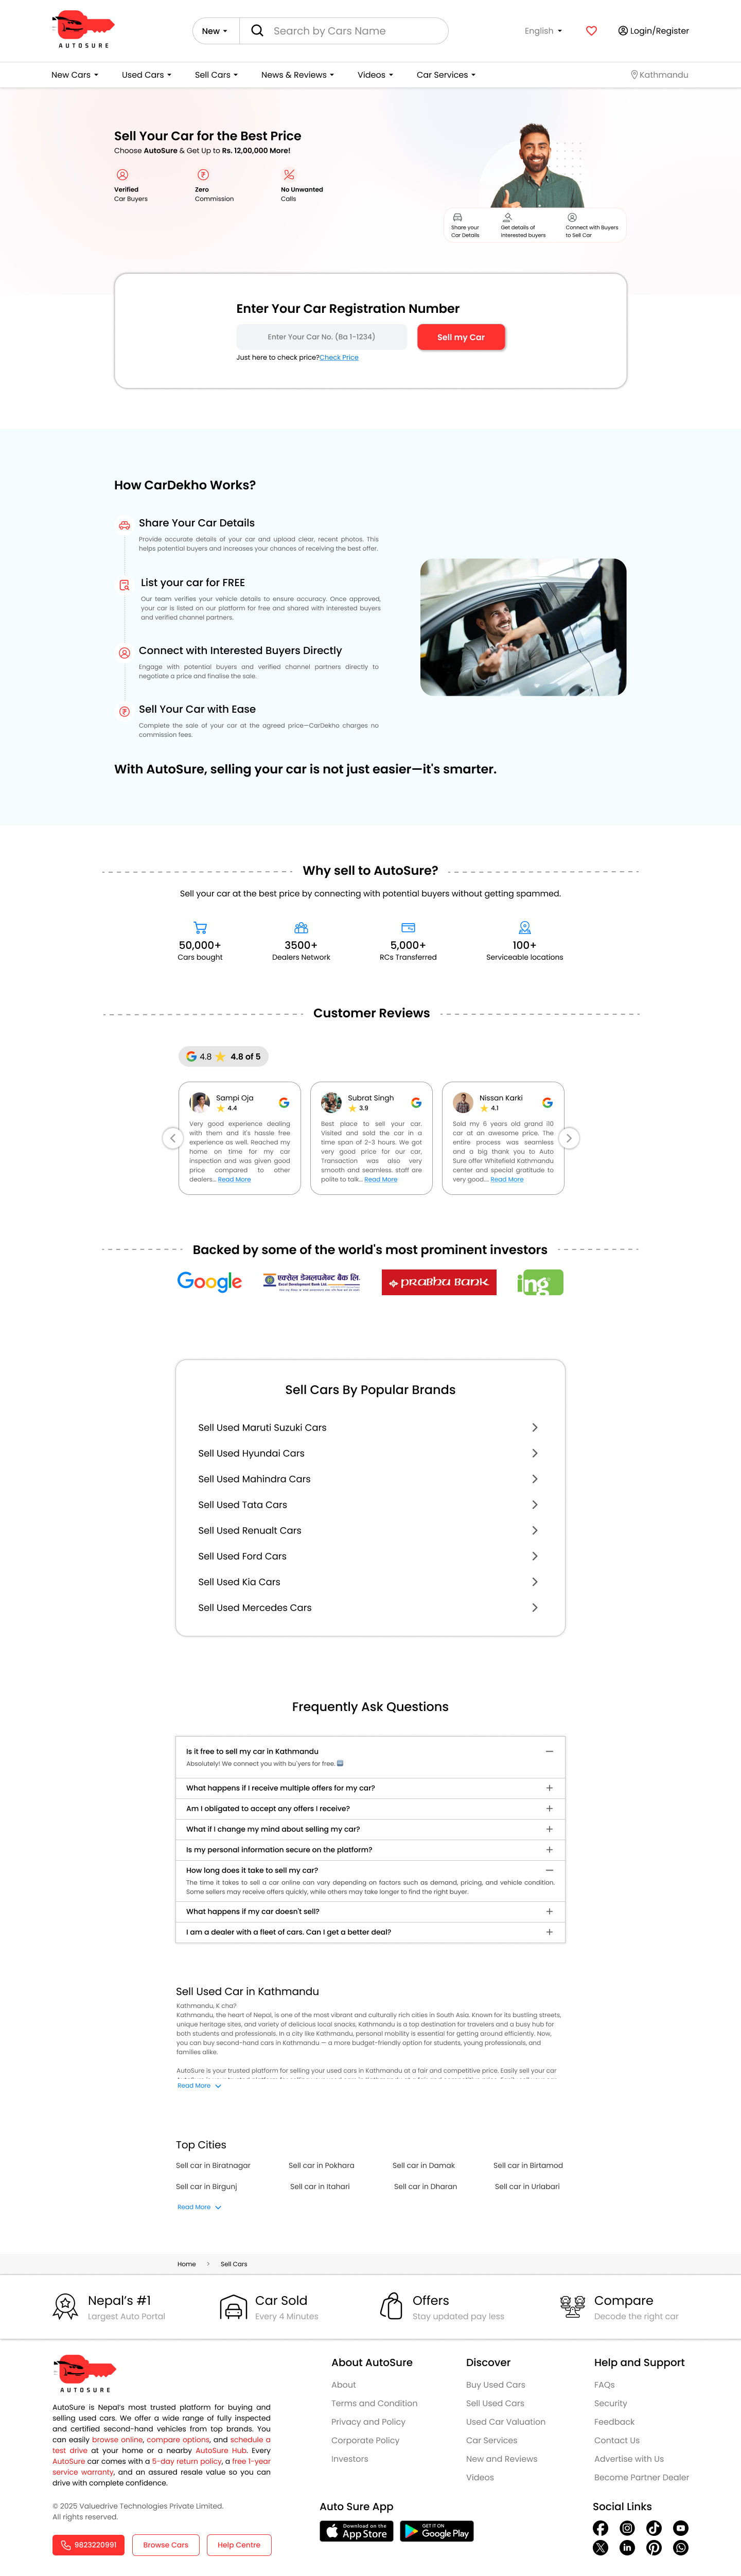 AUTOSURE
New
Search by Cars Name
English
Login/Register
New Cars
Used Cars
Sell Cars
News & Reviews
Videos
Car Services
Kathmandu
Sell Your Car for the Best Price
Choose AutoSure & Get Up to Rs. 12,00,000 More!
Verified
Car Buyers
Zero
Commission
No Unwanted
Calls
Share your
Car Details
Get details of
interested buyers
Connect with Buyers
to Sell Car
Enter Your Car Registration Number
Enter Your Car No. (Ba 1-1234)
Sell my Car
Just here to check price?Check Price
How CarDekho Works?
Share Your Car Details
Provide accurate details of your car and upload clear, recent photos. This
helps potential buyers and increases your chances of receiving the best offer.
List your car for FREE
Our team verifies your vehicle details to ensure accuracy. Once approved,
your car is listed on our platform for free and shared with interested buyers
and verified channel partners.
Connect with Interested Buyers Directly
Engage with potential buyers and verified channel partners directly to
negotiate a price and finalise the sale.
Sell Your Car with Ease
Complete the sale of your car at the agreed price—CarDekho charges no
commission fees.
With AutoSure, selling your car is not just easier—it's smarter.
Why sell to AutoSure?
Sell your car at the best price by connecting with potential buyers without getting spammed.
50,000+
Cars bought
3500+
Dealers Network
5,000+
RCs Transferred
100+
Serviceable locations
Customer Reviews
4.8
4.8 of 5
Sampi Oja
4.4
Very good experience dealing
with them and it's hassle free
experience as well. Reached my
home on time for my car
inspection and was given good
price compared to other
dealers... Read More
Subrat Singh
3.9
Best place to sell your car.
Visited and sold the car in a
time span of 2-3 hours. We got
very good price for our car,
Transaction was also very
smooth and seamless. staff are
polite to talk... Read More
Nissan Karki
4.1
Sold my 6 years old grand i10
car at an awesome price. The
entire process was seamless
and a big thank you to Auto
Sure offer Whitefield Kathmandu
center and special gratitude to
very good.... Read More
Backed by some of the world's most prominent investors
Google
एक्सेल डेभलपमेन्ट बैंक लि.
Excel Development Bank Ltd.
PRABHU BANK
ing
Sell Cars By Popular Brands
Sell Used Maruti Suzuki Cars
Sell Used Hyundai Cars
Sell Used Mahindra Cars
Sell Used Tata Cars
Sell Used Renualt Cars
Sell Used Ford Cars
Sell Used Kia Cars
Sell Used Mercedes Cars
Frequently Ask Questions
Is it free to sell my car in Kathmandu
Absolutely! We connect you with bu'yers for free.
What happens if I receive multiple offers for my car?
Am I obligated to accept any offers I receive?
What if I change my mind about selling my car?
Is my personal information secure on the platform?
How long does it take to sell my car?
The time it takes to sell a car online can vary depending on factors such as demand, pricing, and vehicle condition.
Some sellers may receive offers quickly, while others may take longer to find the right buyer.
What happens if my car doesn't sell?
I am a dealer with a fleet of cars. Can I get a better deal?
Sell Used Car in Kathmandu
Kathmandu, K cha?
Kathmandu, the heart of Nepal, is one of the most vibrant and culturally rich cities in South Asia. Known for its bustling streets,
unique heritage sites, and variety of delicious local snacks, Kathmandu is a top destination for travelers and a busy hub for
both students and professionals. In a city like Kathmandu, personal mobility is essential for getting around efficiently. Now,
you can buy second-hand cars in Kathmandu — a more budget-friendly option for students, young professionals, and
families alike.
AutoSure is your trusted platform for selling your used cars in Kathmandu at a fair and competitive price. Easily sell your car
Read More
Top Cities
Sell car in Biratnagar
Sell car in Pokhara
Sell car in Damak
Sell car in Birtamod
Sell car in Birgunj
Sell car in Itahari
Sell car in Dharan
Sell car in Urlabari
Read More
Home > Sell Cars
Nepal's #1
Largest Auto Portal
Car Sold
Every 4 Minutes
Offers
Stay updated pay less
Compare
Decode the right car
AUTOSURE
AutoSure is Nepal's most trusted platform for buying and
selling used cars. We offer a wide range of fully inspected
and certified second-hand vehicles from top brands. You
can easily browse online, compare options, and schedule a
test drive at your home or a nearby AutoSure Hub. Every
AutoSure car comes with a 5-day return policy, a free 1-year
service warranty, and an assured resale value so you can
drive with complete confidence.
© 2025 Valuedrive Technologies Private Limited.
All rights reserved.
9823220991
Browse Cars
Help Centre
About AutoSure
About
Terms and Condition
Privacy and Policy
Corporate Policy
Investors
Discover
Buy Used Cars
Sell Used Cars
Used Car Valuation
Car Services
New and Reviews
Videos
Help and Support
FAQs
Security
Feedback
Contact Us
Advertise with Us
Become Partner Dealer
Auto Sure App
Download on the
App Store
GET IT ON
Google Play
Social Links